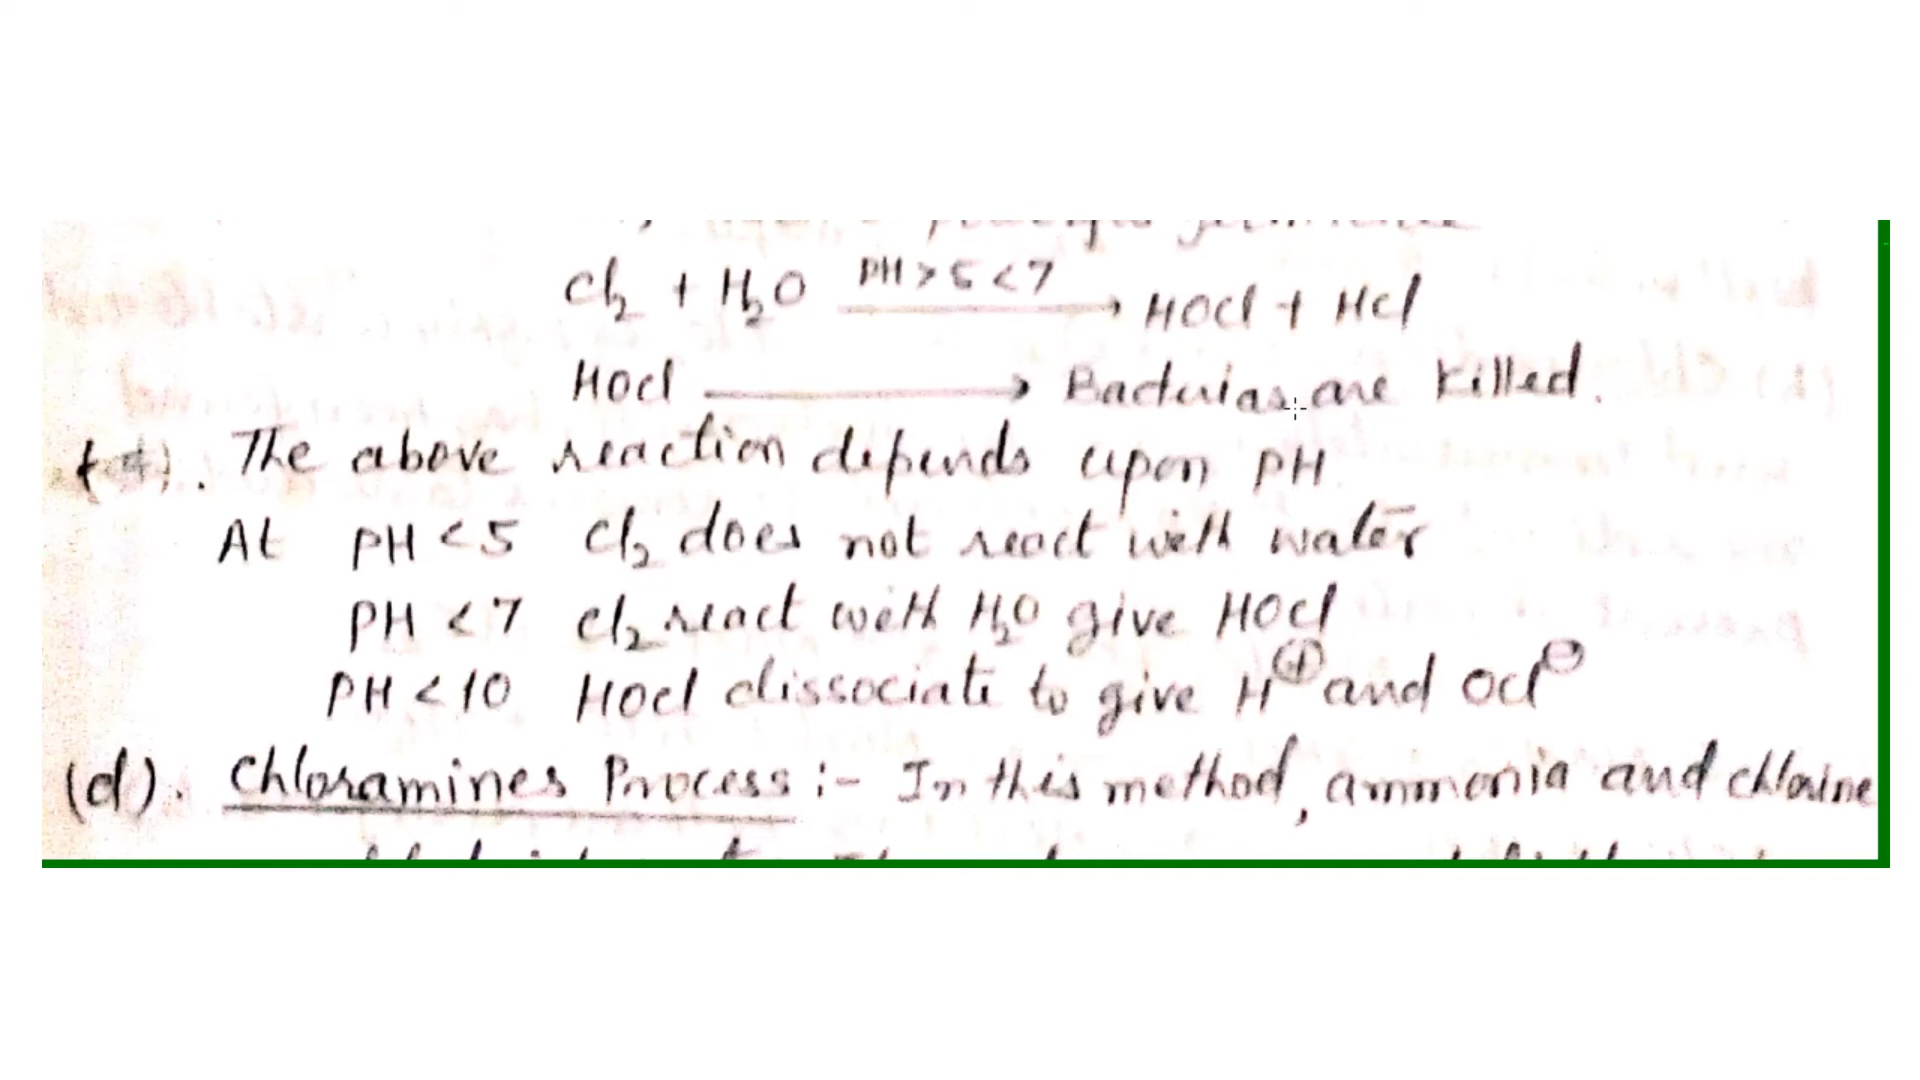 Cl₂ + H₂O PH > 5 < 7 → HOCl + HCl
HOCl → Bacterias are killed.
The above reaction depends upon PH
At PH < 5 Cl₂ does not react with water
PH < 7 Cl₂ react with H₂O give HOCl
PH < 10 HOCl dissociate to give H⊕ and OCl⊖
(d). Chloramines Process :- In this method, ammonia and chlorine